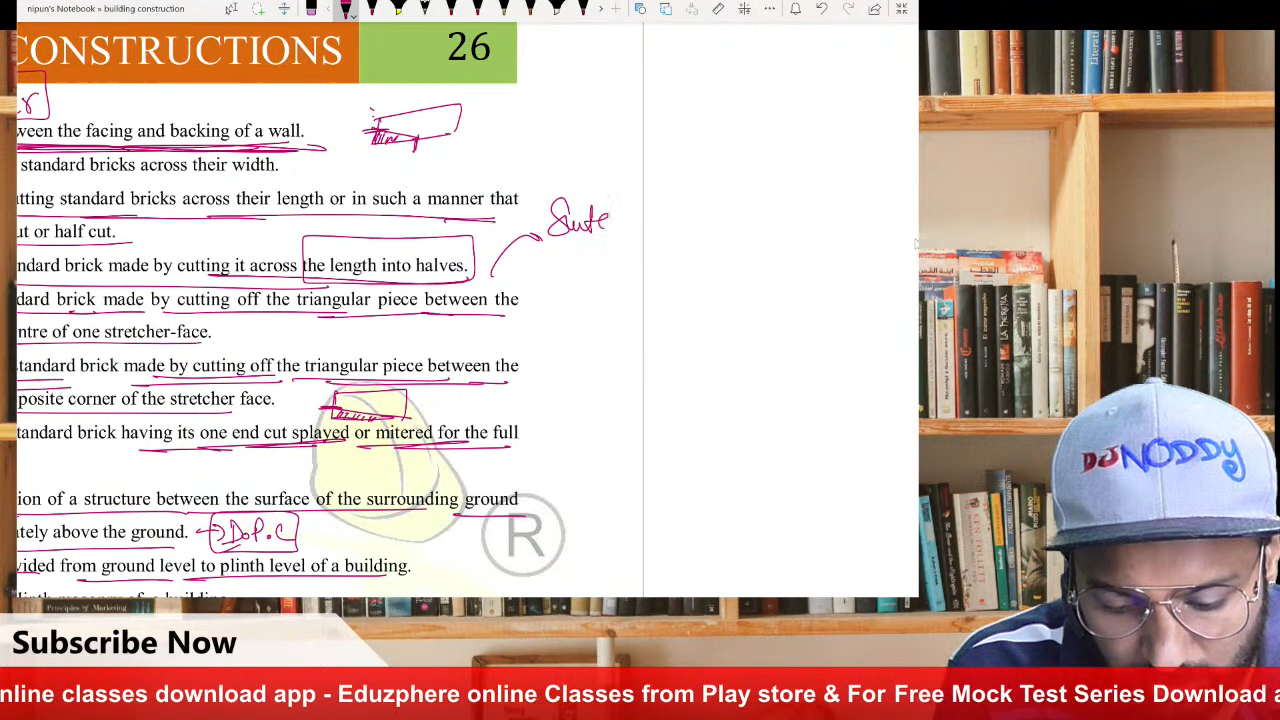 nipun's Notebook » building construction
CONSTRUCTIONS 26
ween the facing and backing of a wall.
standard bricks across their width.
utting standard bricks across their length or in such a manner that
ut or half cut.
ndard brick made by cutting it across the length into halves.
dard brick made by cutting off the triangular piece between the
ntre of one stretcher-face.
standard brick made by cutting off the triangular piece between the
posite corner of the stretcher face.
tandard brick having its one end cut splayed or mitered for the full
ion of a structure between the surface of the surrounding ground
tely above the ground. → D.P.C
vided from ground level to plinth level of a building.
R
DJNODDY
Principles of Marketing
Subscribe Now
nline classes download app - Eduzphere online Classes from Play store & For Free Mock Test Series Download a